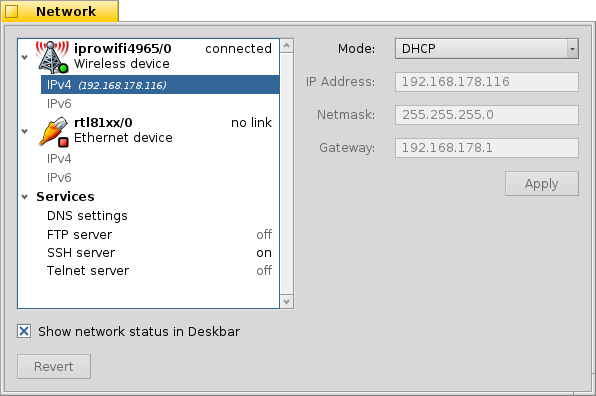 Network
iprowifi4965/0 connected
Wireless device
IPv4 (192.168.178.116)
IPv6
rtl81xx/0 no link
Ethernet device
IPv4
IPv6
Services
DNS settings
FTP server off
SSH server on
Telnet server off
Mode: DHCP
IP Address: 192.168.178.116
Netmask: 255.255.255.0
Gateway: 192.168.178.1
Apply
Show network status in Deskbar
Revert